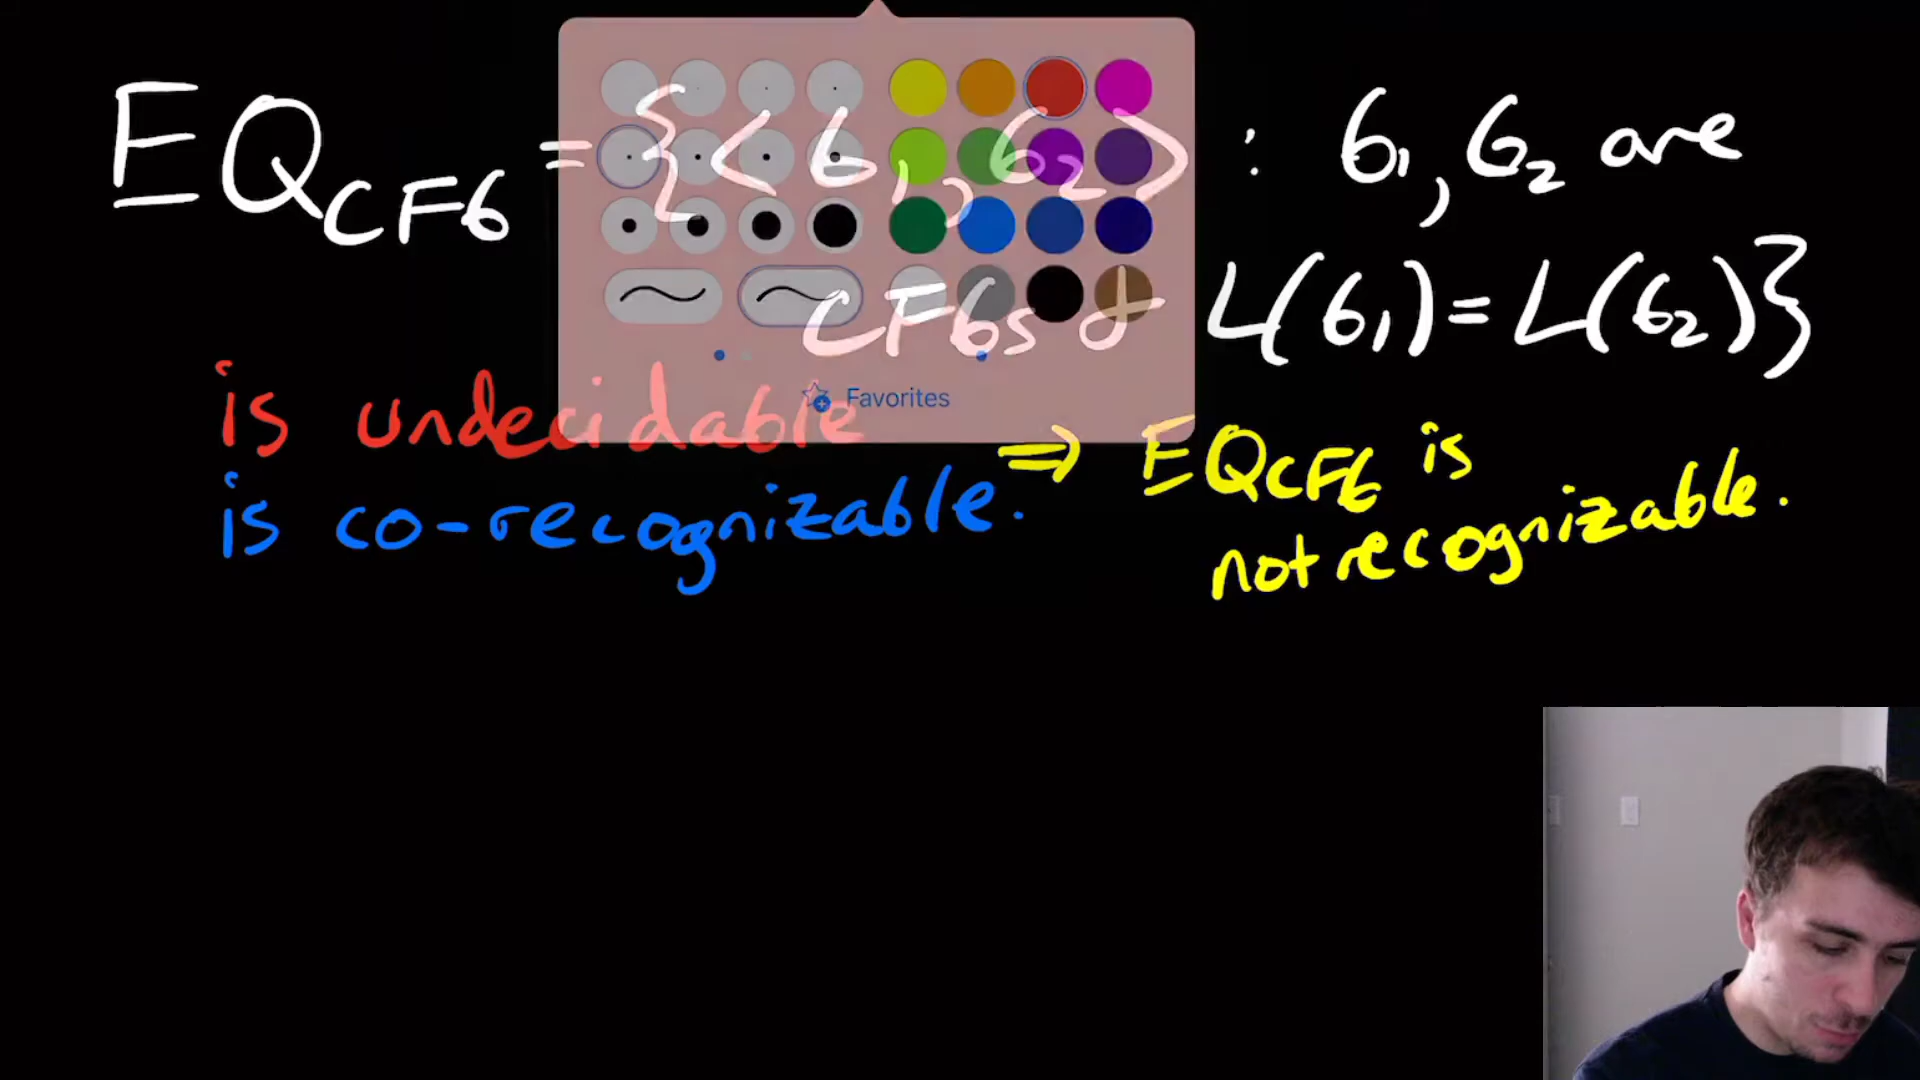 EQCFG = {<G1, G2> : G1, G2 are
CFGs & L(G1) = L(G2)}
Favorites
is undecidable
is co-recognizable. ⇒ EQCFG is
not recognizable.